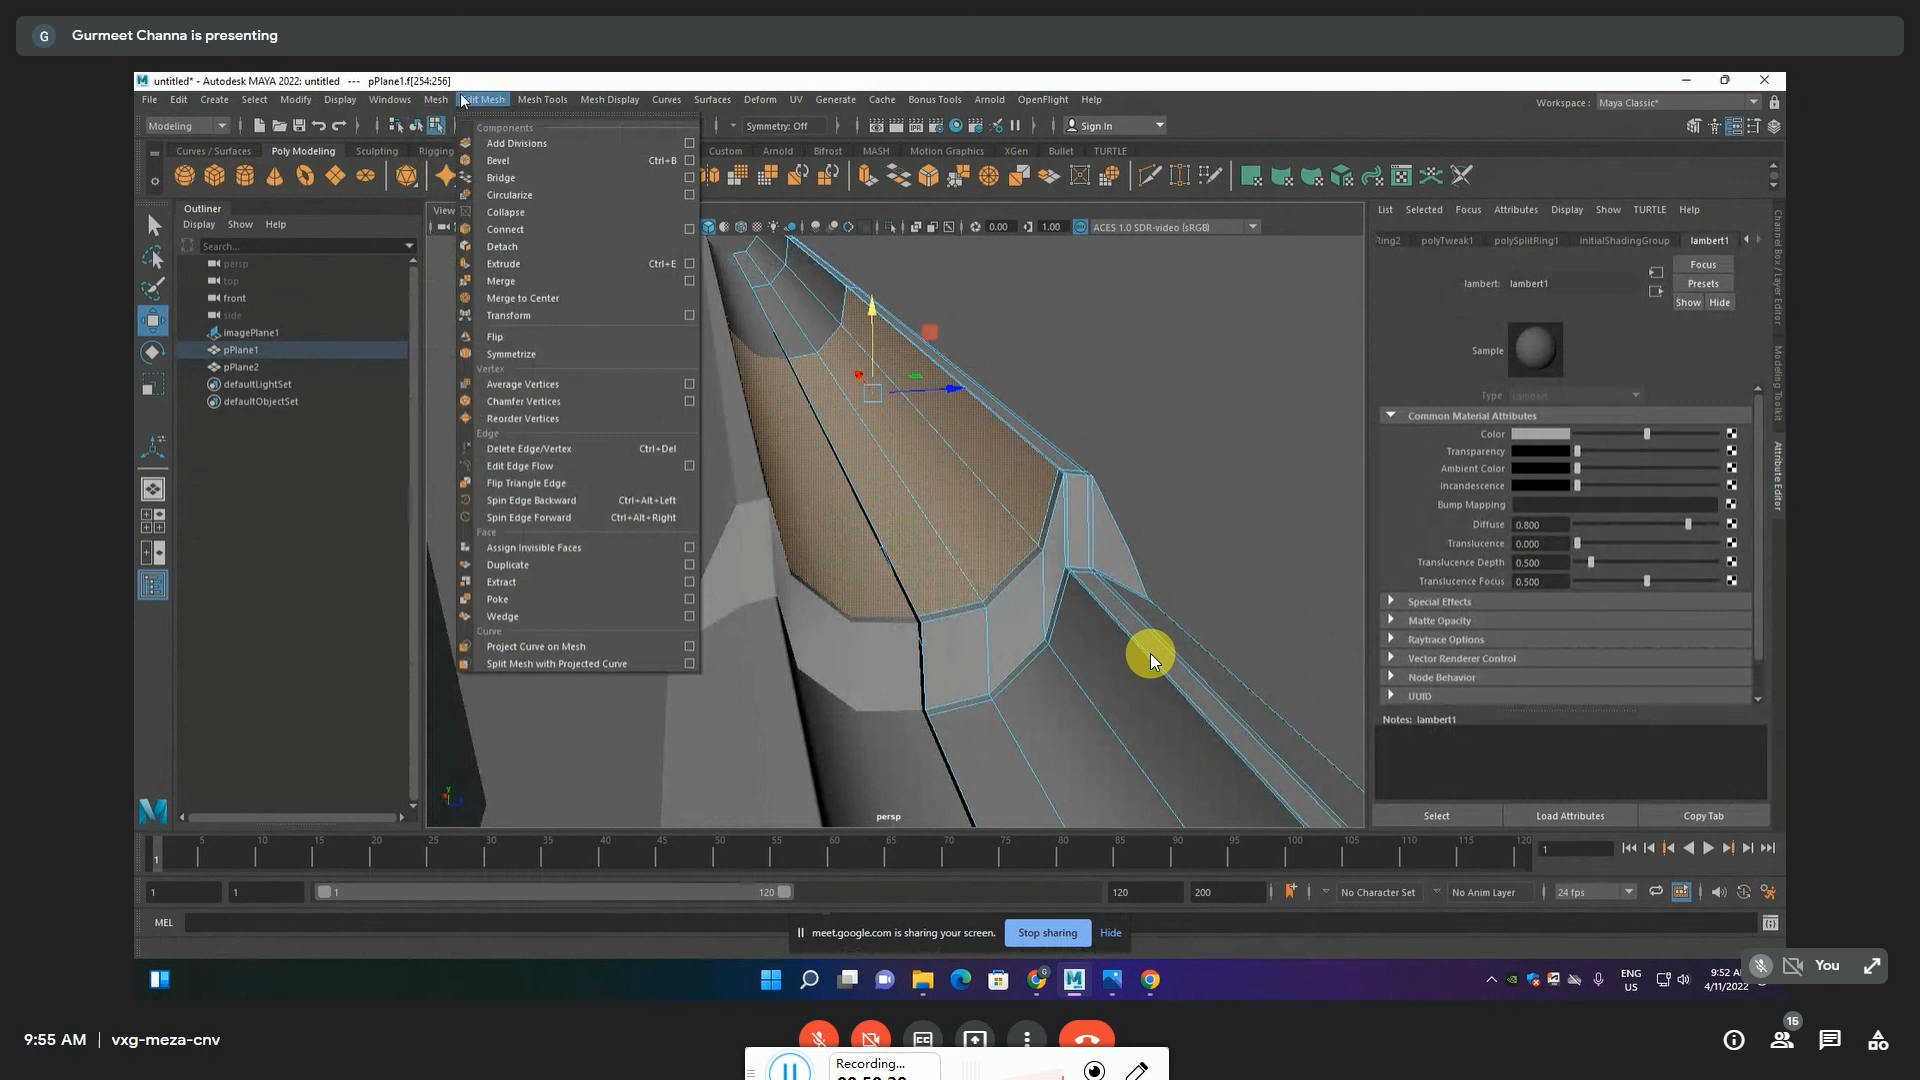 G Gurmeet Channa is presenting
untitled* - Autodesk MAYA 2022: untitled --- pPlane1.f[254:256]
File Edit Create Select Modify Display Windows Mesh Edit Mesh Mesh Tools Mesh Display Curves Surfaces Deform UV Generate Cache Bonus Tools Arnold OpenFlight Help
Workspace : Maya Classic*
Modeling
Symmetry: Off
Sign In
Curves / Surfaces Poly Modeling Sculpting Rigging
Custom Arnold Bifrost MASH Motion Graphics XGen Bullet TURTLE
Outliner
Display Show Help
Search...
persp
top
front
side
imagePlane1
pPlane1
pPlane2
defaultLightSet
defaultObjectSet
View
0.00 1.00 ACES 1.0 SDR-video (sRGB)
Components
Add Divisions
Bevel Ctrl+B
Bridge
Circularize
Collapse
Connect
Detach
Extrude Ctrl+E
Merge
Merge to Center
Transform
Flip
Symmetrize
Vertex
Average Vertices
Chamfer Vertices
Reorder Vertices
Edge
Delete Edge/Vertex Ctrl+Del
Edit Edge Flow
Flip Triangle Edge
Spin Edge Backward Ctrl+Alt+Left
Spin Edge Forward Ctrl+Alt+Right
Face
Assign Invisible Faces
Duplicate
Extract
Poke
Wedge
Curve
Project Curve on Mesh
Split Mesh with Projected Curve
persp
List Selected Focus Attributes Display Show TURTLE Help
polyTweak1 polySplitRing1 initialShadingGroup lambert1
Focus
Presets
Show Hide
lambert: lambert1
Sample
Type Lambert
Common Material Attributes
Color
Transparency
Ambient Color
Incandescence
Bump Mapping
Diffuse 0.800
Translucence 0.000
Translucence Depth 0.500
Translucence Focus 0.500
Special Effects
Matte Opacity
Raytrace Options
Vector Renderer Control
Node Behavior
UUID
Notes: lambert1
Select Load Attributes Copy Tab
Channel Box / Layer Editor
Modeling Toolkit
Attribute Editor
5 10 15 20 25 30 35 40 45 50 55 60 65 70 75 80 85 90 95 100 105 110 115 120
1
1
1 1 1 120 120 200 No Character Set No Anim Layer 24 fps
MEL
meet.google.com is sharing your screen. Stop sharing Hide
ENG
US
9:52 A
4/11/2022
You
9:55 AM | vxg-meza-cnv
15
Recording...